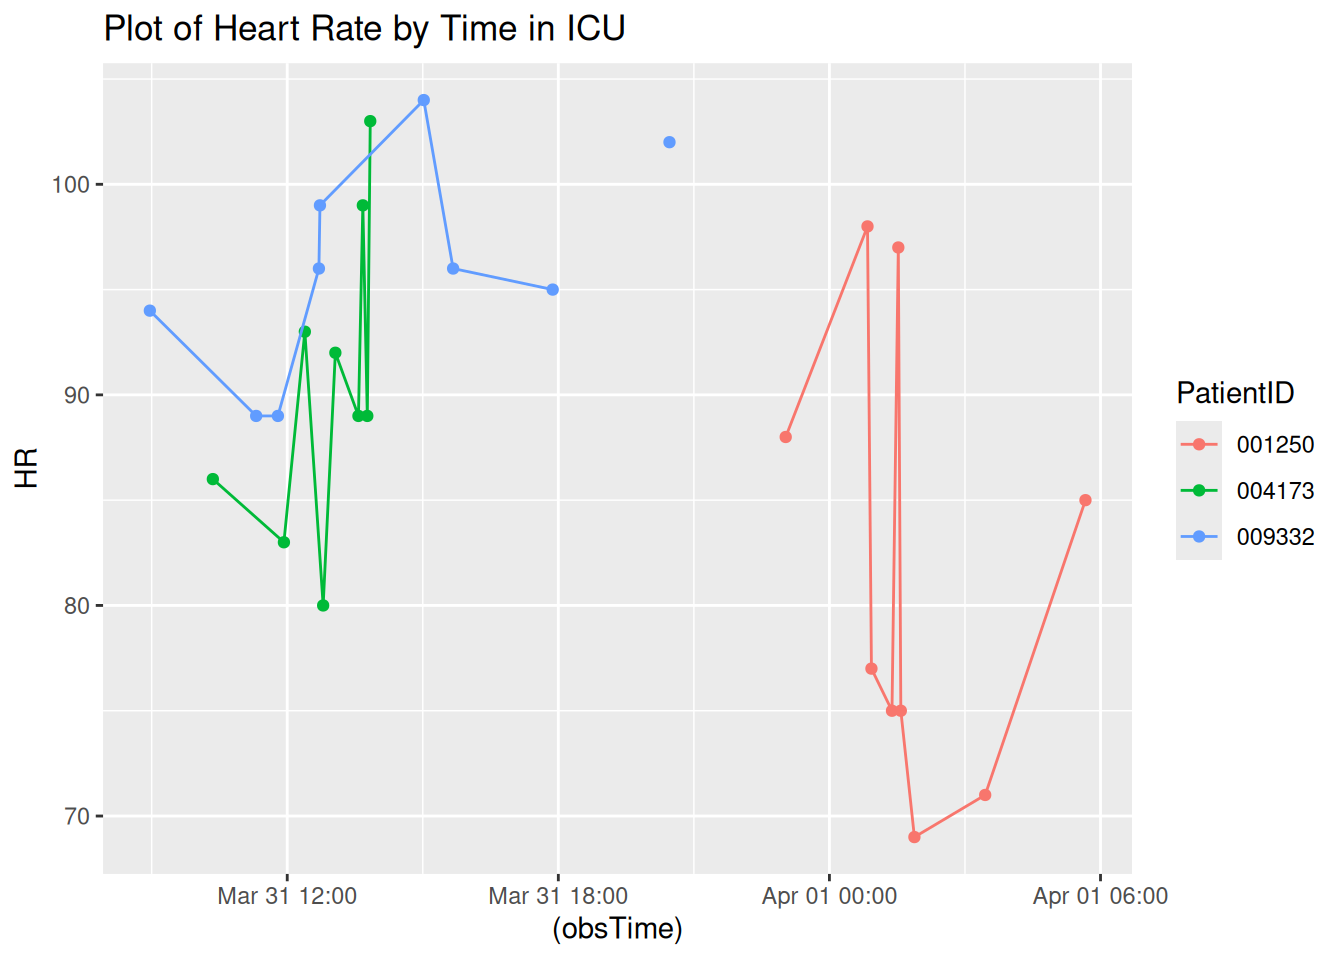 Plot of Heart Rate by Time in ICU
HR
100
90
80
70
Mar 31 12:00
Mar 31 18:00
Apr 01 00:00
Apr 01 06:00
(obsTime)
PatientID
001250
004173
009332